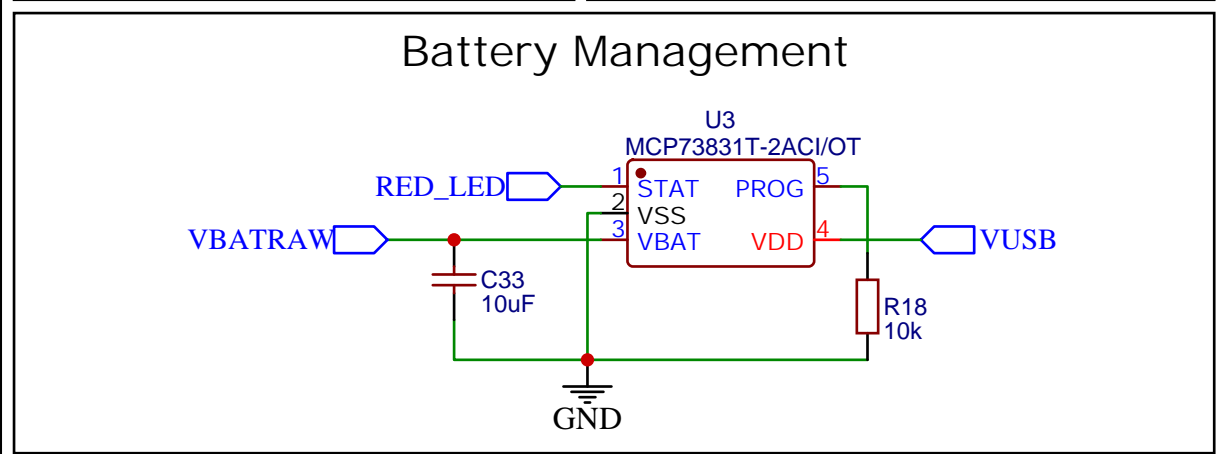 Battery Management
U3
MCP73831T-2ACI/OT
RED_LED 1 STAT PROG 5
2 VSS
VBATRAW 3 VBAT VDD 4 VUSB
C33
10uF
R18
10k
GND